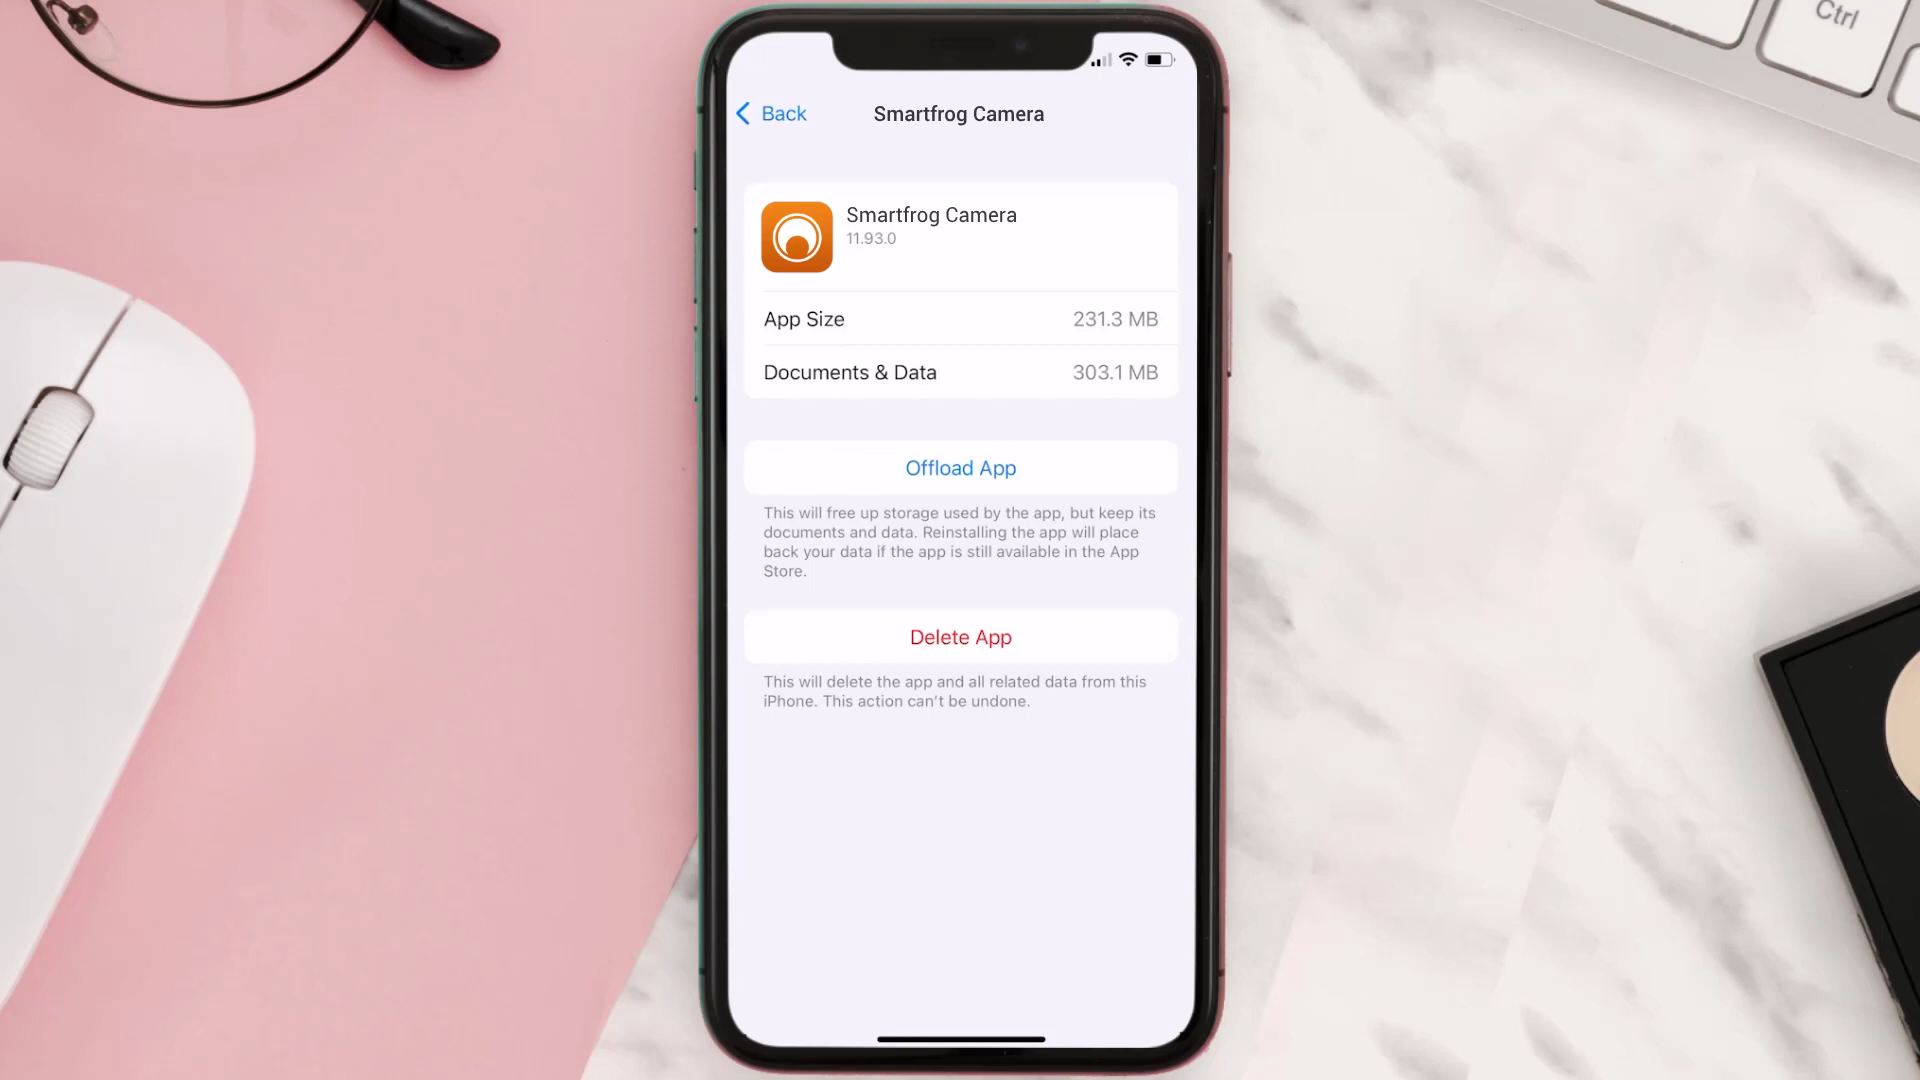 Ctrl
Back
Smartfrog Camera
Smartfrog Camera
11.93.0
App Size 231.3 MB
Documents & Data 303.1 MB
Offload App
This will free up storage used by the app, but keep its
documents and data. Reinstalling the app will place
back your data if the app is still available in the App
Store.
Delete App
This will delete the app and all related data from this
iPhone. This action can't be undone.